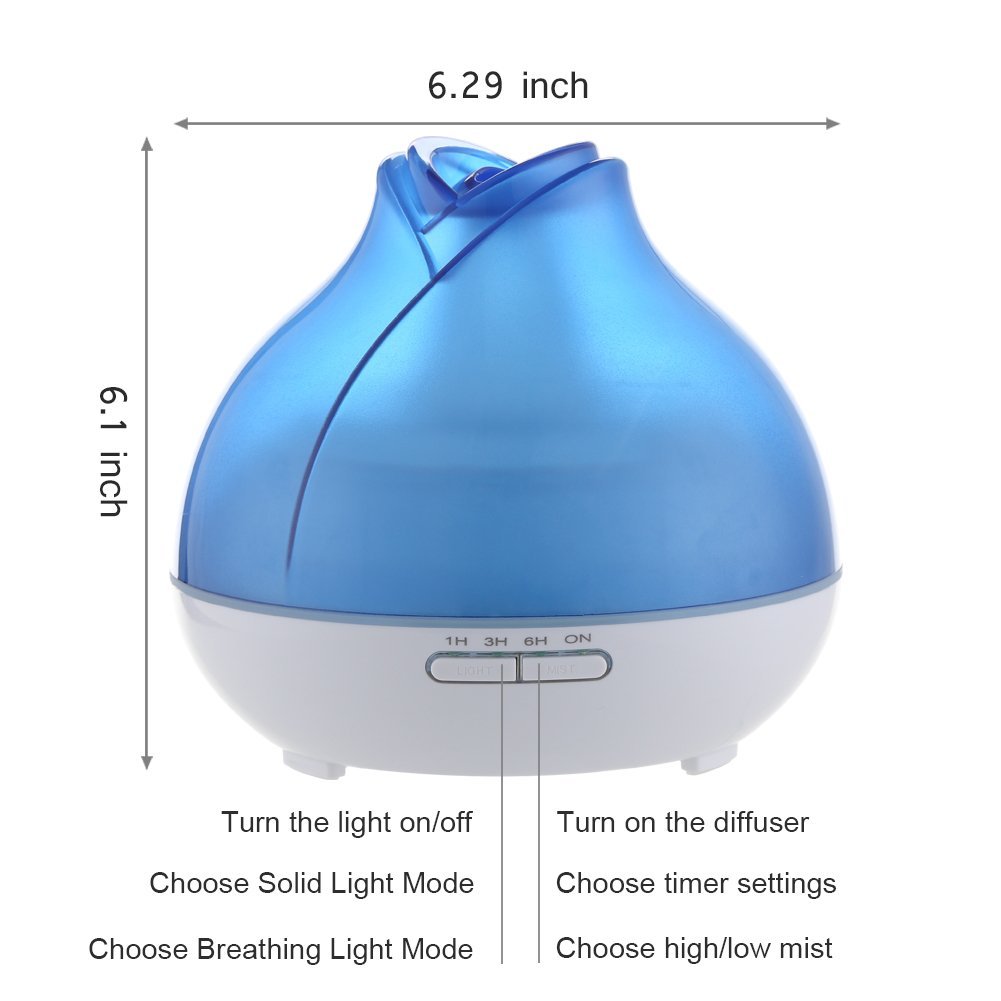 6.29 inch
6.1 inch
1H 3H 6H ON
LIGHT MIST
Turn the light on/off
Turn on the diffuser
Choose Solid Light Mode
Choose timer settings
Choose Breathing Light Mode
Choose high/low mist